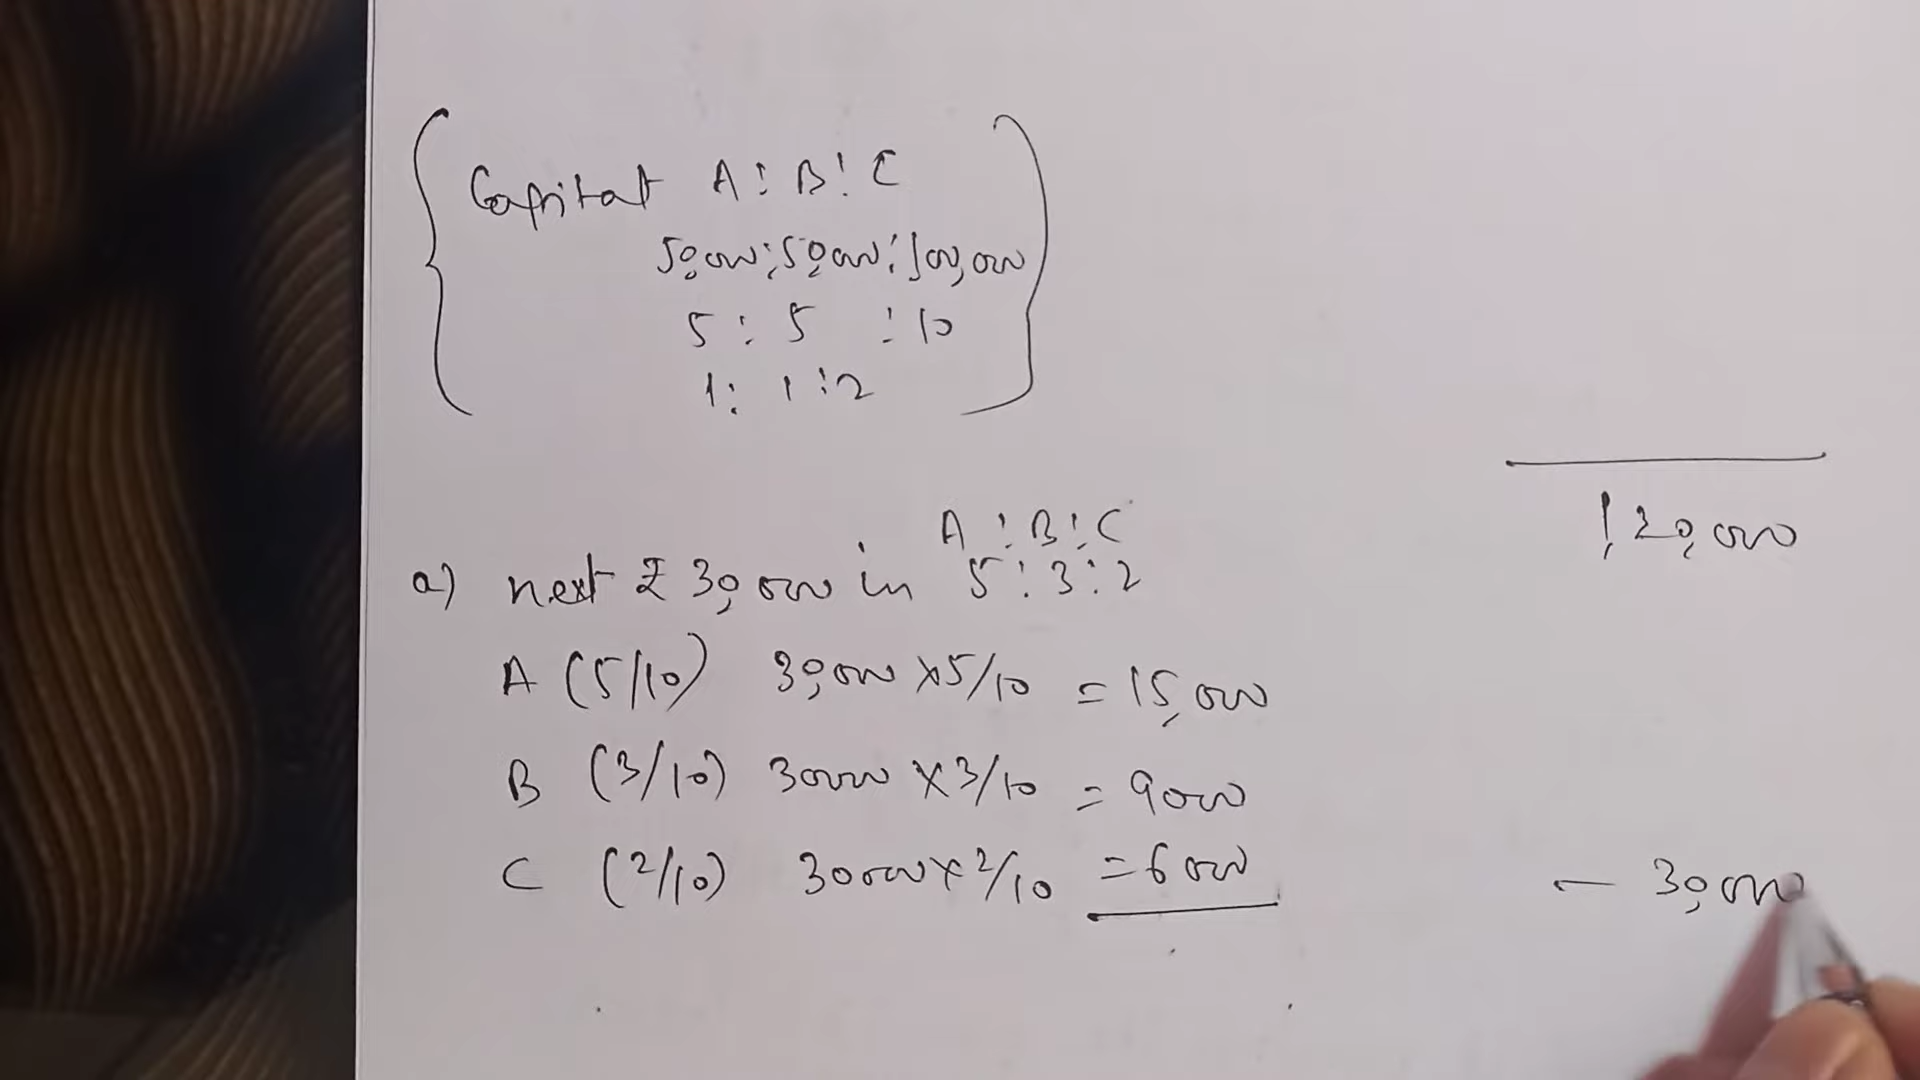 Capital A : B : C
50,000 : 50,000 : 100,000
5 : 5 : 10
1 : 1 : 2
1,20,000
A : B : C
a) next ₹ 30,000 in 5 : 3 : 2
A (5/10) 30,000 x 5/10 = 15,000
B (3/10) 30000 x 3/10 = 9000
C (2/10) 30000 x 2/10 = 6000
- 30,000